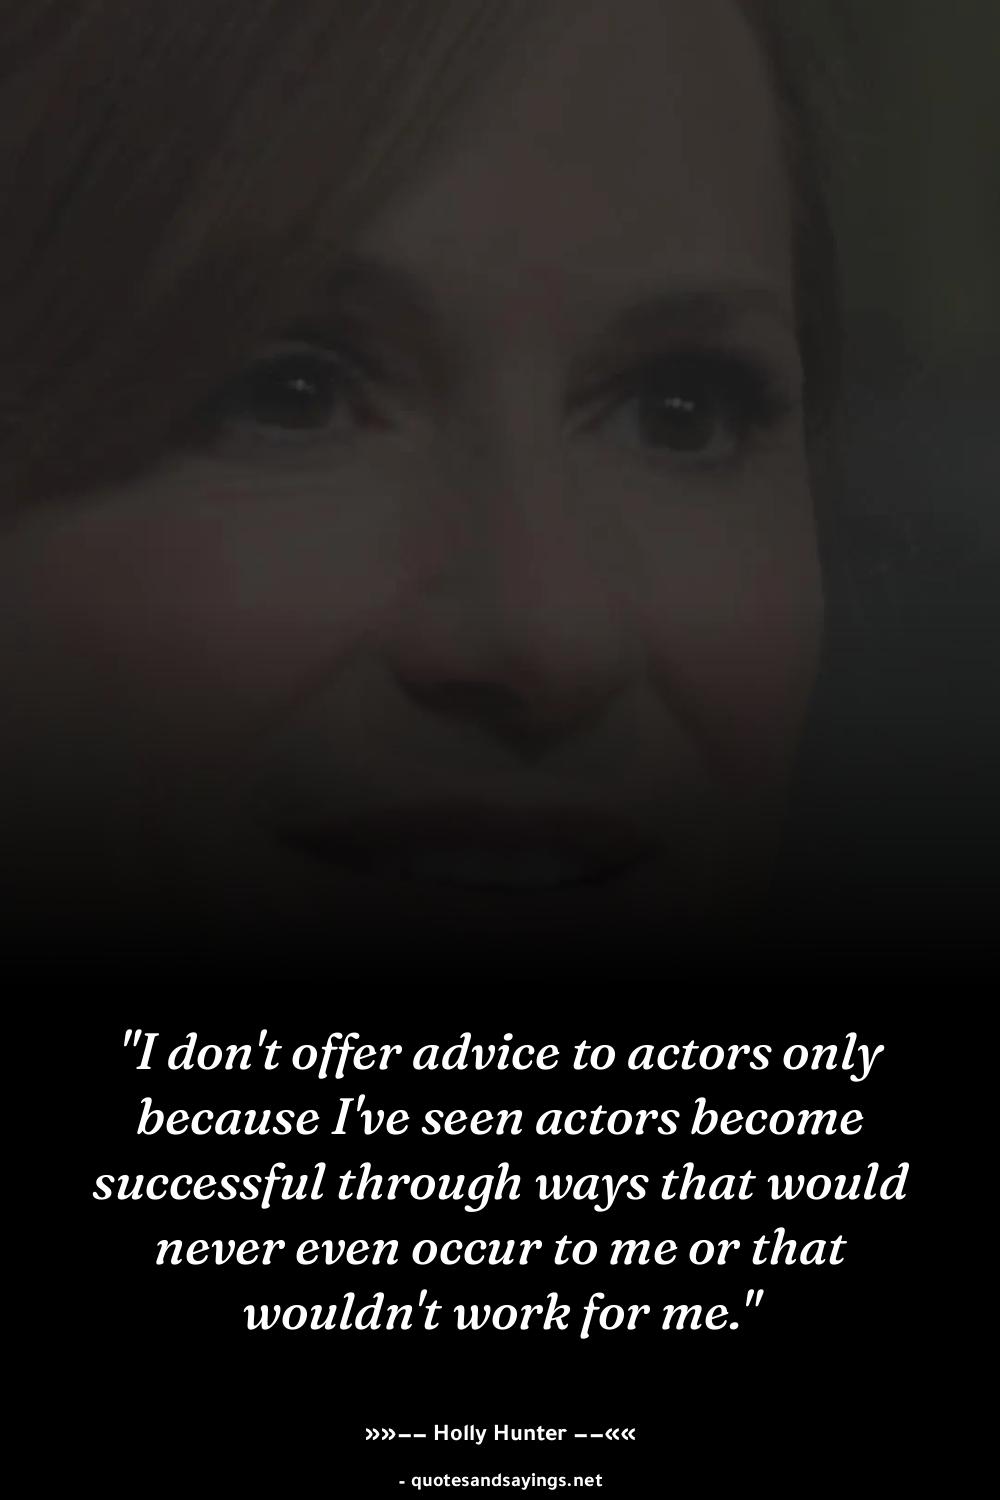 "I don't offer advice to actors only
because I've seen actors become
successful through ways that would
never even occur to me or that
wouldn't work for me."
»»–– Holly Hunter ––««
- quotesandsayings.net